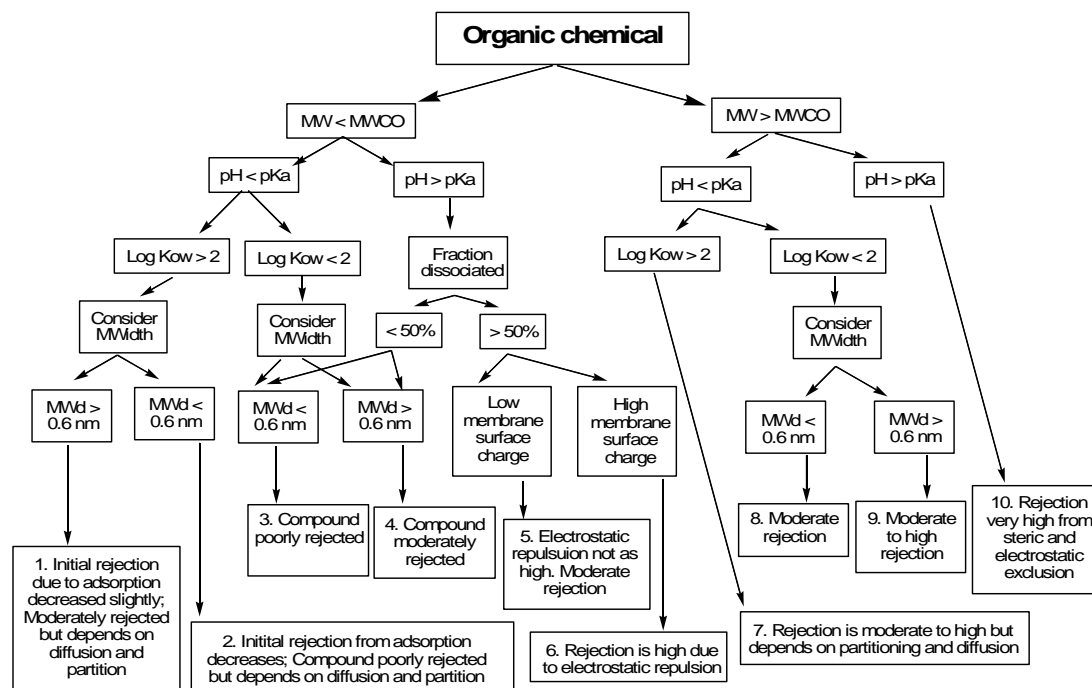 Organic chemical
MW < MWCO
MW > MWCO
pH < pKa
pH > pKa
pH < pKa
pH > pKa
Log Kow > 2
Log Kow < 2
Fraction
dissociated
Log Kow > 2
Log Kow < 2
Consider
MWidth
Consider
MWidth
< 50%
> 50%
Consider
MWidth
MWd >
0.6 nm
MWd <
0.6 nm
MWd <
0.6 nm
MWd >
0.6 nm
Low
membrane
surface
charge
High
membrane
surface
charge
MWd <
0.6 nm
MWd >
0.6 nm
1. Initial rejection
due to adsorption
decreased slightly;
Moderately rejected
but depends on
diffusion and
partition
2. Initital rejection from adsorption
decreases; Compound poorly rejected
but depends on diffusion and partition
3. Compound
poorly rejected
4. Compound
moderately
rejected
5. Electrostatic
repulsuion not as
high. Moderate
rejection
6. Rejection is high due
to electrostatic repulsion
7. Rejection is moderate to high but
depends on partitioning and diffusion
8. Moderate
rejection
9. Moderate
to high
rejection
10. Rejection
very high from
steric and
electrostatic
exclusion